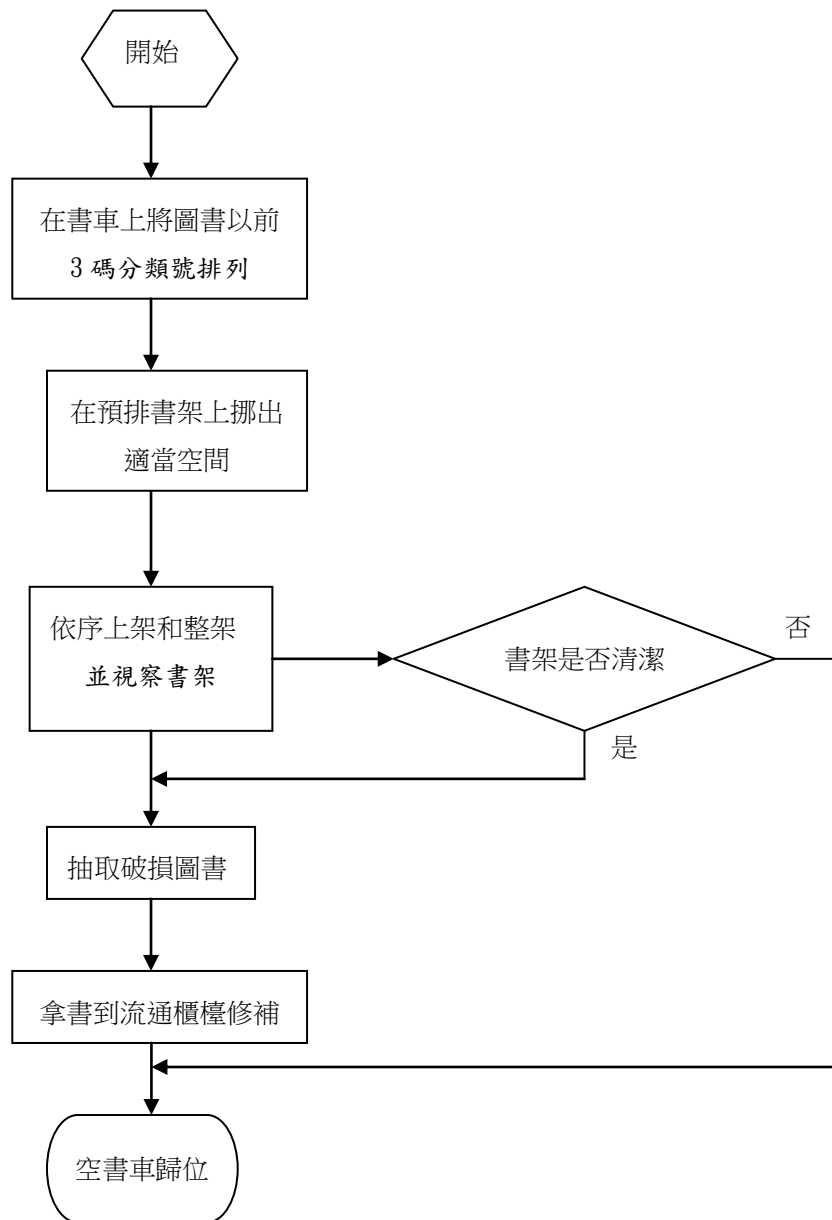 開始
在書車上將圖書以前
3 碼分類號排列
在預排書架上挪出
適當空間
依序上架和整架
並視察書架
書架是否清潔
否
是
抽取破損圖書
拿書到流通櫃檯修補
空書車歸位